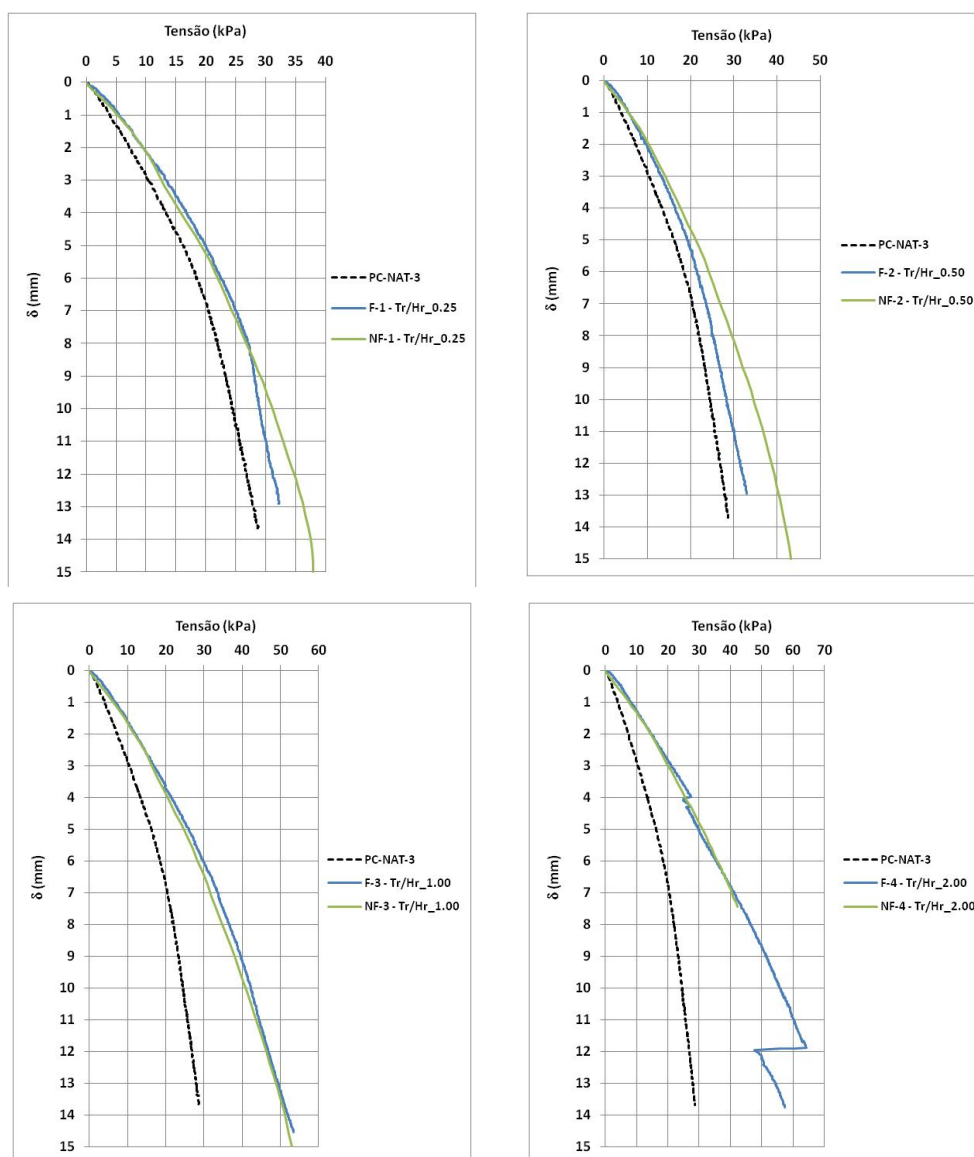 Tensão (kPa)
0 5 10 15 20 25 30 35 40
0
1
2
3
4
5
6
7
8
9
10
11
12
13
14
15
δ (mm)
PC-NAT-3
F-1 - Tr/Hr_0.25
NF-1 - Tr/Hr_0.25
Tensão (kPa)
0 10 20 30 40 50
0
1
2
3
4
5
6
7
8
9
10
11
12
13
14
15
δ (mm)
PC-NAT-3
F-2 - Tr/Hr_0.50
NF-2 - Tr/Hr_0.50
Tensão (kPa)
0 10 20 30 40 50 60
0
1
2
3
4
5
6
7
8
9
10
11
12
13
14
15
δ (mm)
PC-NAT-3
F-3 - Tr/Hr_1.00
NF-3 - Tr/Hr_1.00
Tensão (kPa)
0 10 20 30 40 50 60 70
0
1
2
3
4
5
6
7
8
9
10
11
12
13
14
15
δ (mm)
PC-NAT-3
F-4 - Tr/Hr_2.00
NF-4 - Tr/Hr_2.00